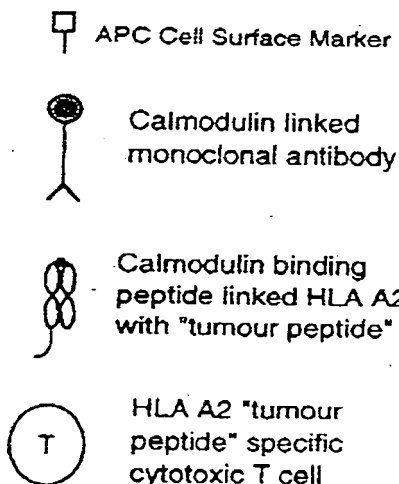 APC Cell Surface Marker
Calmodulin linked
monoclonal antibody
Calmodulin binding
peptide linked HLA A2
with "tumour peptide"
T
HLA A2 "tumour
peptide" specific
cytotoxic T cell